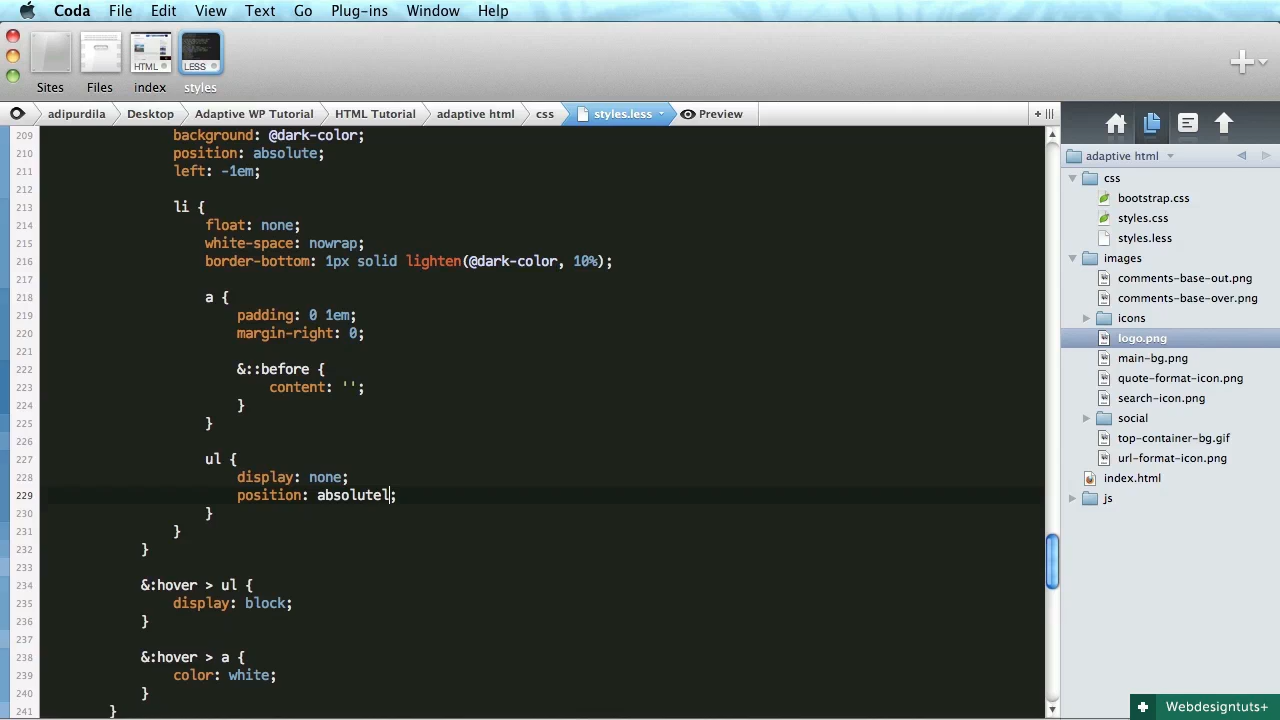 Coda File Edit View Text Go Plug-ins Window Help
HTML LESS
Sites Files index styles
adipurdila Desktop Adaptive WP Tutorial HTML Tutorial adaptive html css styles.less Preview
209 background: @dark-color;
210 position: absolute;
211 left: -1em;
212
213 li {
214 float: none;
215 white-space: nowrap;
216 border-bottom: 1px solid lighten(@dark-color, 10%);
217
218 a {
219 padding: 0 1em;
220 margin-right: 0;
221
222 &::before {
223 content: '';
224 }
225 }
226
227 ul {
228 display: none;
229 position: absolutel;
230 }
231 }
232 }
233
234 &:hover > ul {
235 display: block;
236 }
237
238 &:hover > a {
239 color: white;
240 }
241 }
adaptive html
css
bootstrap.css
styles.css
styles.less
images
comments-base-out.png
comments-base-over.png
icons
logo.png
main-bg.png
quote-format-icon.png
search-icon.png
social
top-container-bg.gif
url-format-icon.png
index.html
js
Webdesigntuts+